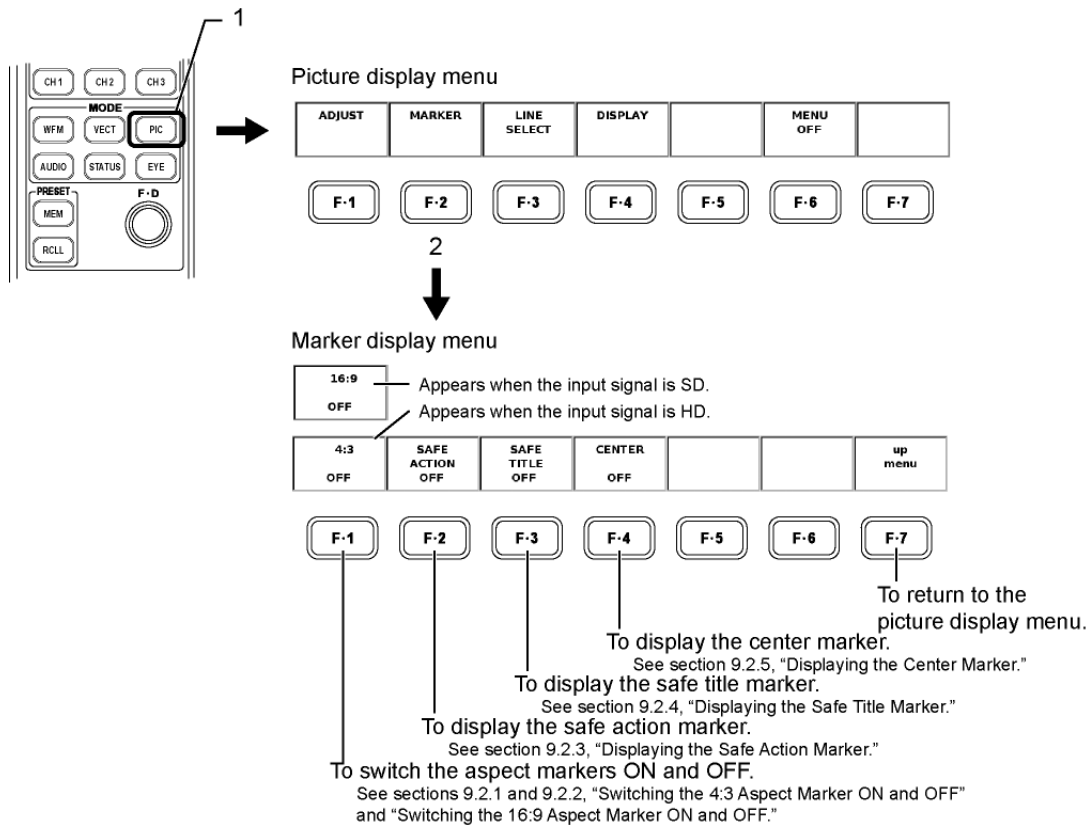 1
CH 1 CH 2 CH 3
MODE
WFM VECT PIC
AUDIO STATUS EYE
PRESET F·D
MEM
RCLL
Picture display menu
ADJUST MARKER LINE SELECT DISPLAY MENU OFF
F·1 F·2 F·3 F·4 F·5 F·6 F·7
2
Marker display menu
16:9
OFF
Appears when the input signal is SD.
Appears when the input signal is HD.
4:3 SAFE SAFE CENTER up
ACTION TITLE menu
OFF OFF OFF OFF
F·1 F·2 F·3 F·4 F·5 F·6 F·7
To return to the
picture display menu.
To display the center marker.
See section 9.2.5, “Displaying the Center Marker.”
To display the safe title marker.
See section 9.2.4, “Displaying the Safe Title Marker.”
To display the safe action marker.
See section 9.2.3, “Displaying the Safe Action Marker.”
To switch the aspect markers ON and OFF.
See sections 9.2.1 and 9.2.2, “Switching the 4:3 Aspect Marker ON and OFF”
and “Switching the 16:9 Aspect Marker ON and OFF.”